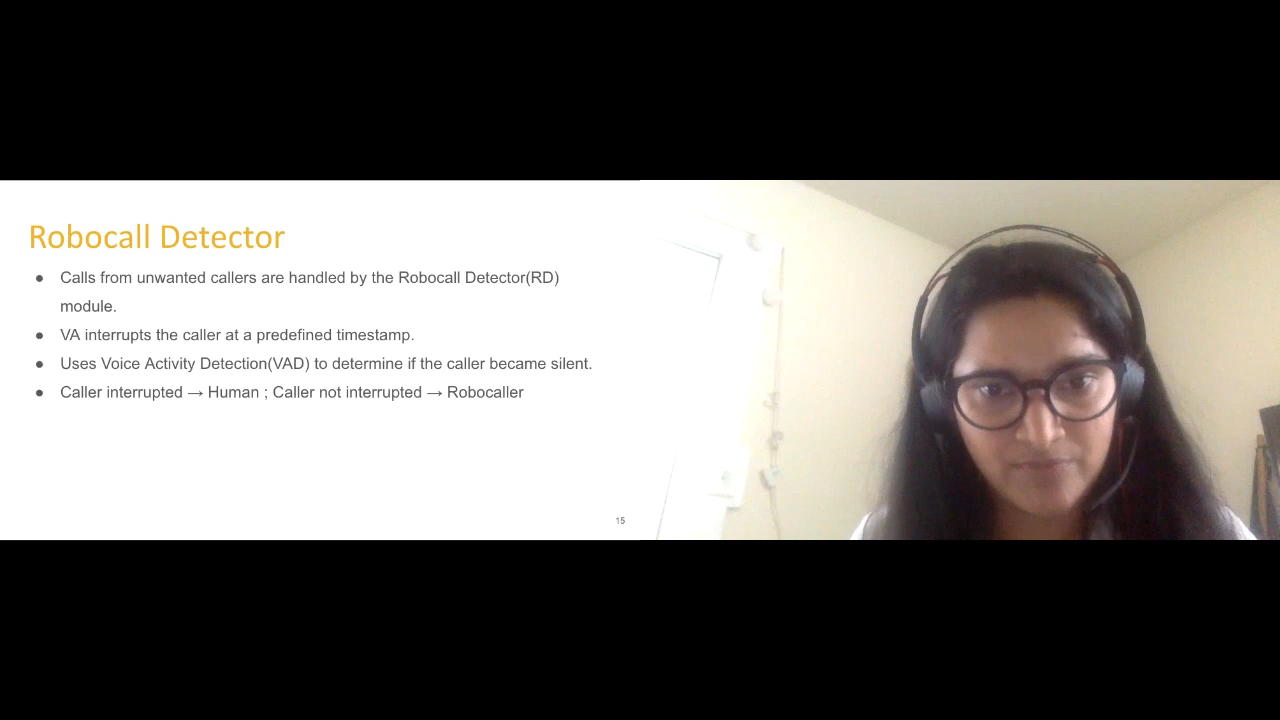 Robocall Detector
● Calls from unwanted callers are handled by the Robocall Detector(RD)
module.
● VA interrupts the caller at a predefined timestamp.
● Uses Voice Activity Detection(VAD) to determine if the caller became silent.
● Caller interrupted → Human ; Caller not interrupted → Robocaller
15